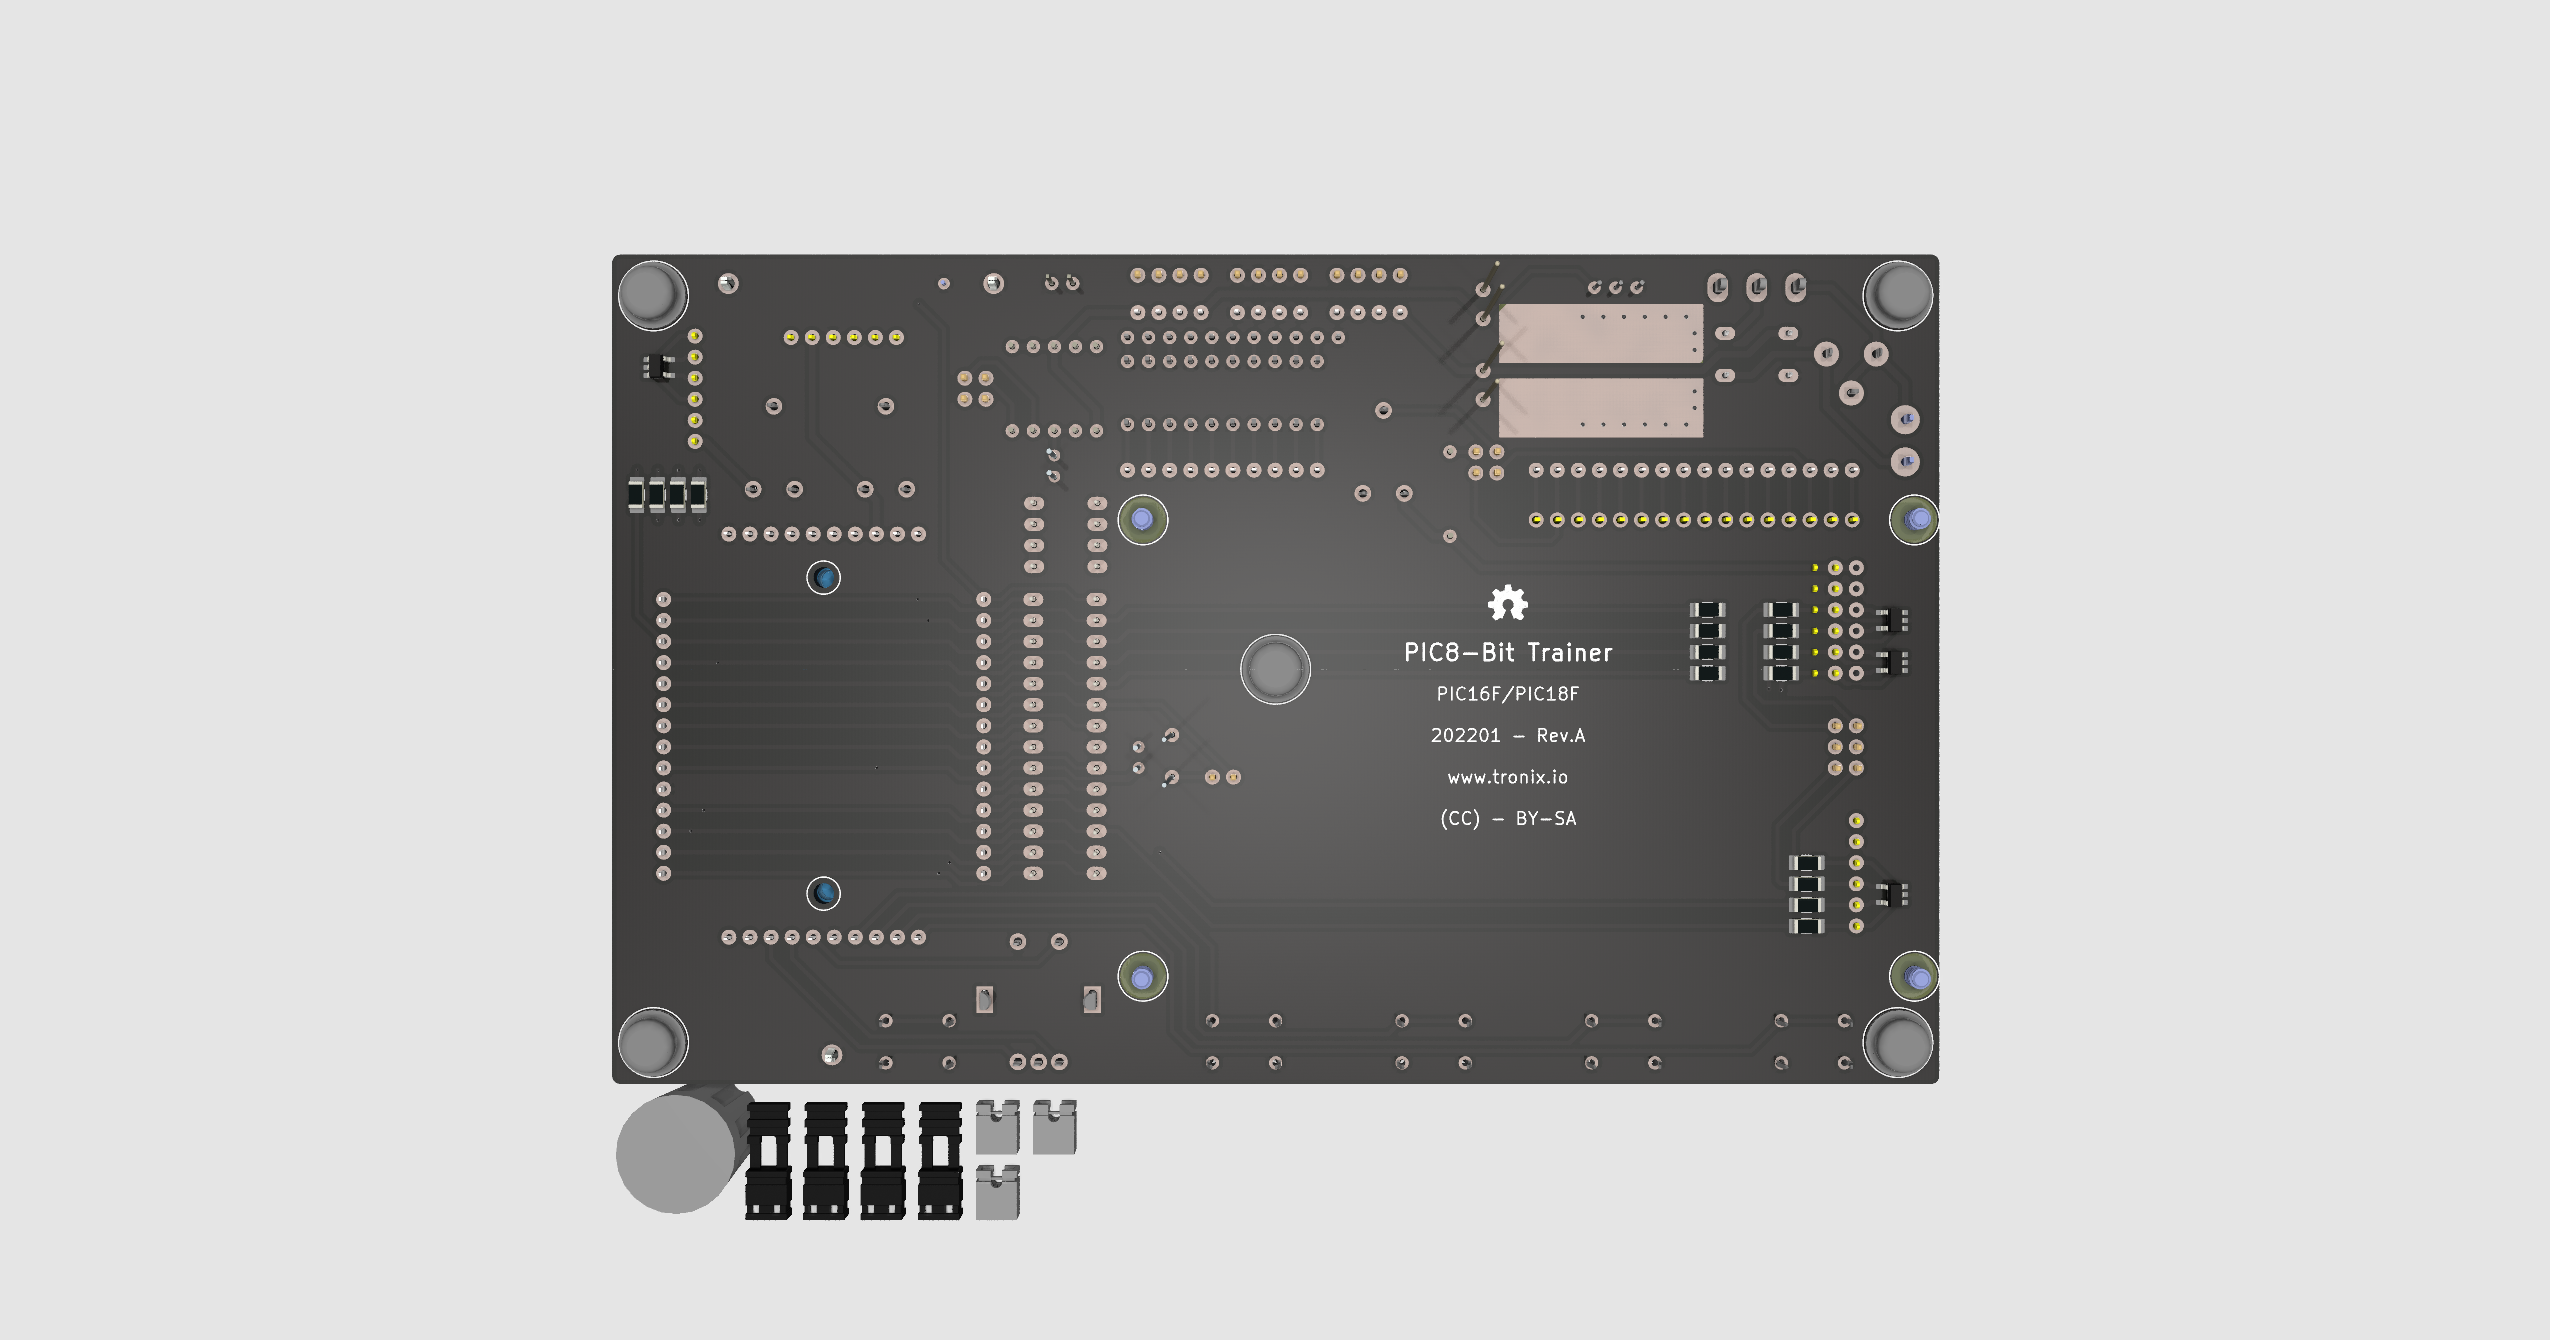 PIC8-Bit Trainer
PIC16F/PIC18F
202201 - Rev.A
www.tronix.io
(CC) - BY-SA